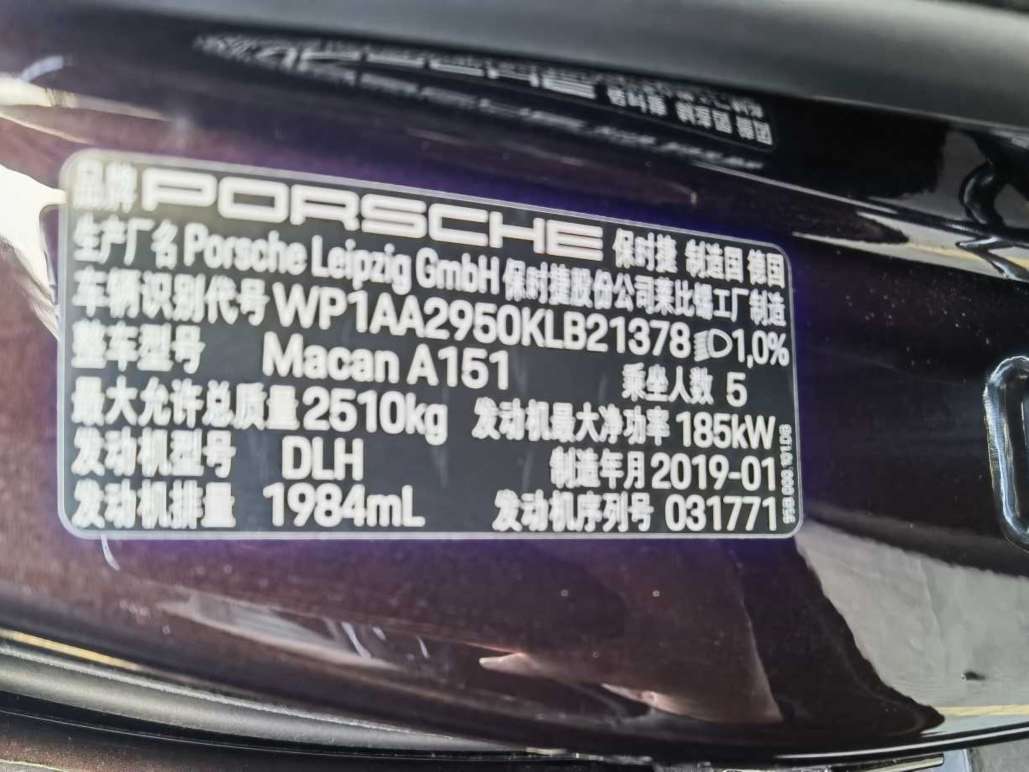 品牌 PORSCHE 保时捷 制造国 德国
生产厂名 Porsche Leipzig GmbH 保时捷股份公司莱比锡工厂制造
车辆识别代号 WP1AA2950KLB21378 1,0%
整车型号 Macan A151 乘坐人数 5
最大允许总质量 2510kg 发动机最大净功率 185kW
发动机型号 DLH 制造年月 2019-01
发动机排量 1984mL 发动机序列号 031771